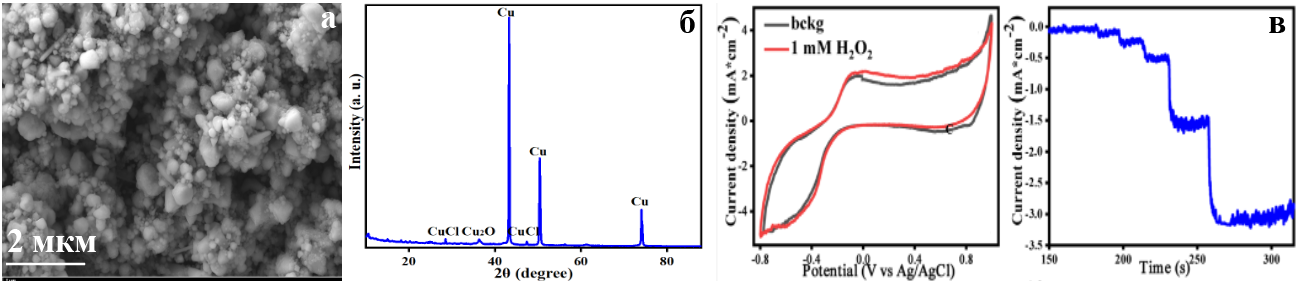 а
2 мкм
б
Intensity (a. u.)
Cu
Cu
Cu
CuCl
Cu₂O
CuCl
20
40
60
80
2θ (degree)
Current density (mA*cm⁻²)
bckg
1 mM H₂O₂
4
2
0
-2
-4
-0.8
-0.4
0.0
0.4
0.8
Potential (V vs Ag/AgCl)
в
Current density (mA*cm⁻²)
0.0
-0.5
-1.0
-1.5
-2.0
-2.5
-3.0
-3.5
150
200
250
300
Time (s)